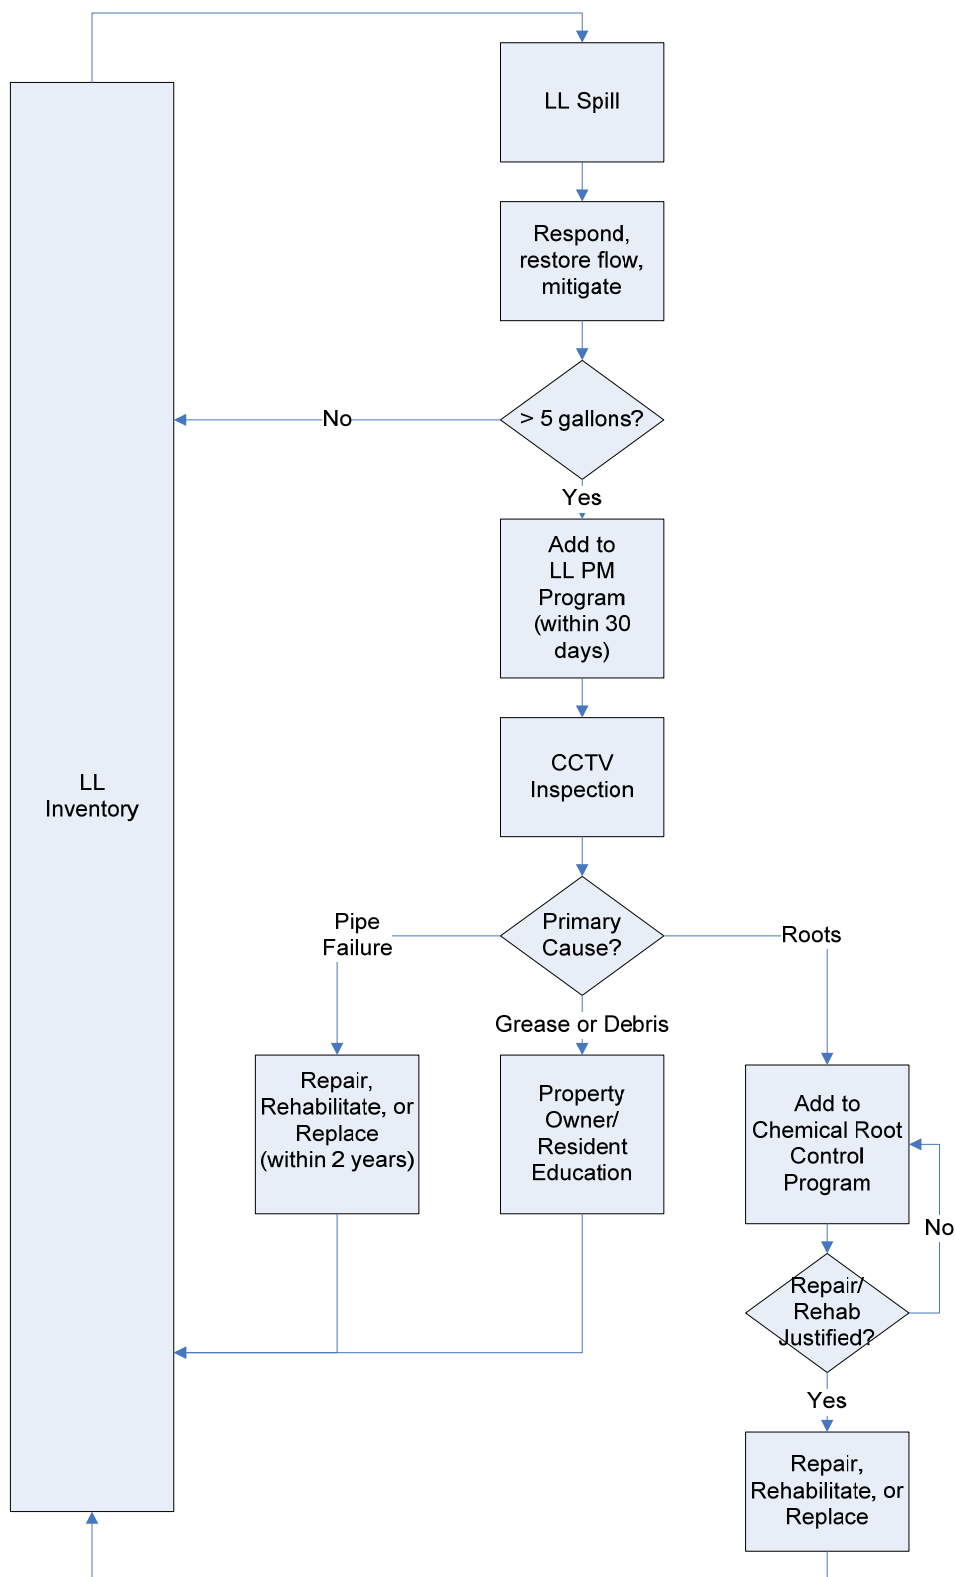 LL Spill
Respond,
restore flow,
mitigate
> 5 gallons?
No
Yes
Add to
LL PM
Program
(within 30
days)
CCTV
Inspection
LL
Inventory
Primary
Cause?
Pipe
Failure
Roots
Grease or Debris
Repair,
Rehabilitate, or
Replace
(within 2 years)
Property
Owner/
Resident
Education
Add to
Chemical Root
Control
Program
No
Repair/
Rehab
Justified?
Yes
Repair,
Rehabilitate, or
Replace